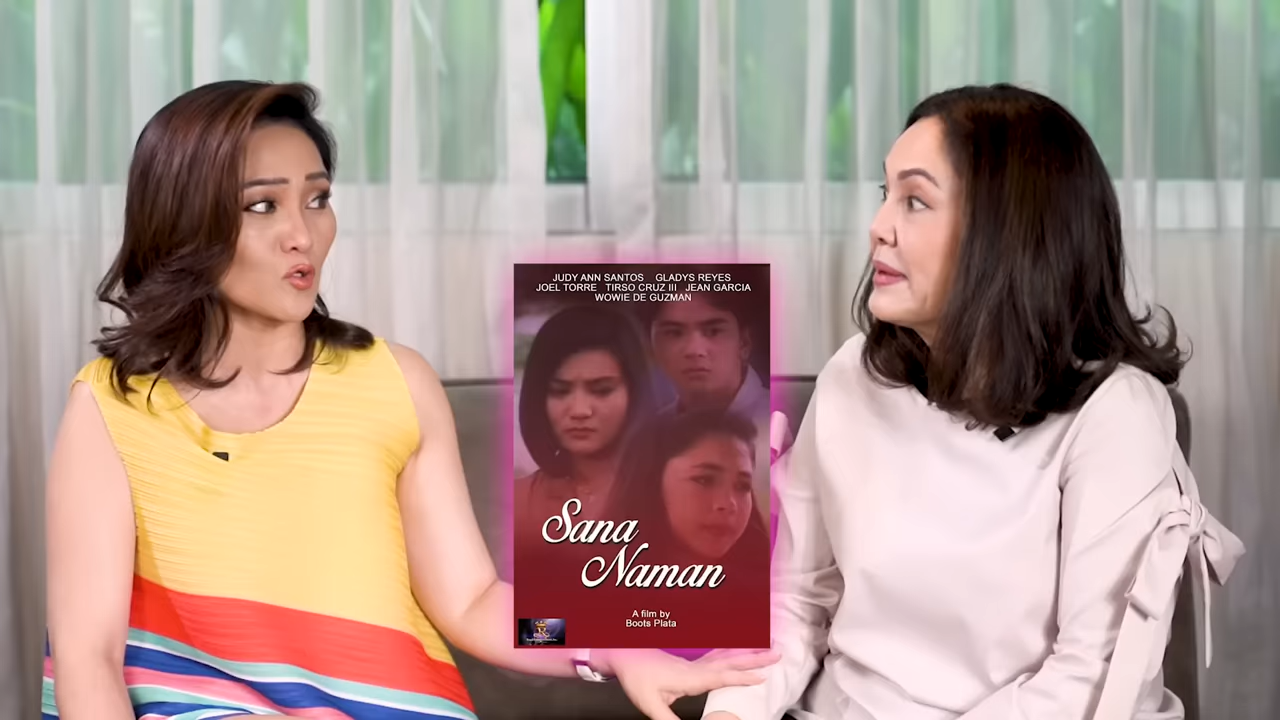 JUDY ANN SANTOS GLADYS REYES
JOEL TORRE TIRSO CRUZ III JEAN GARCIA
WOWIE DE GUZMAN
Sana
Naman
A film by
Boots Plata